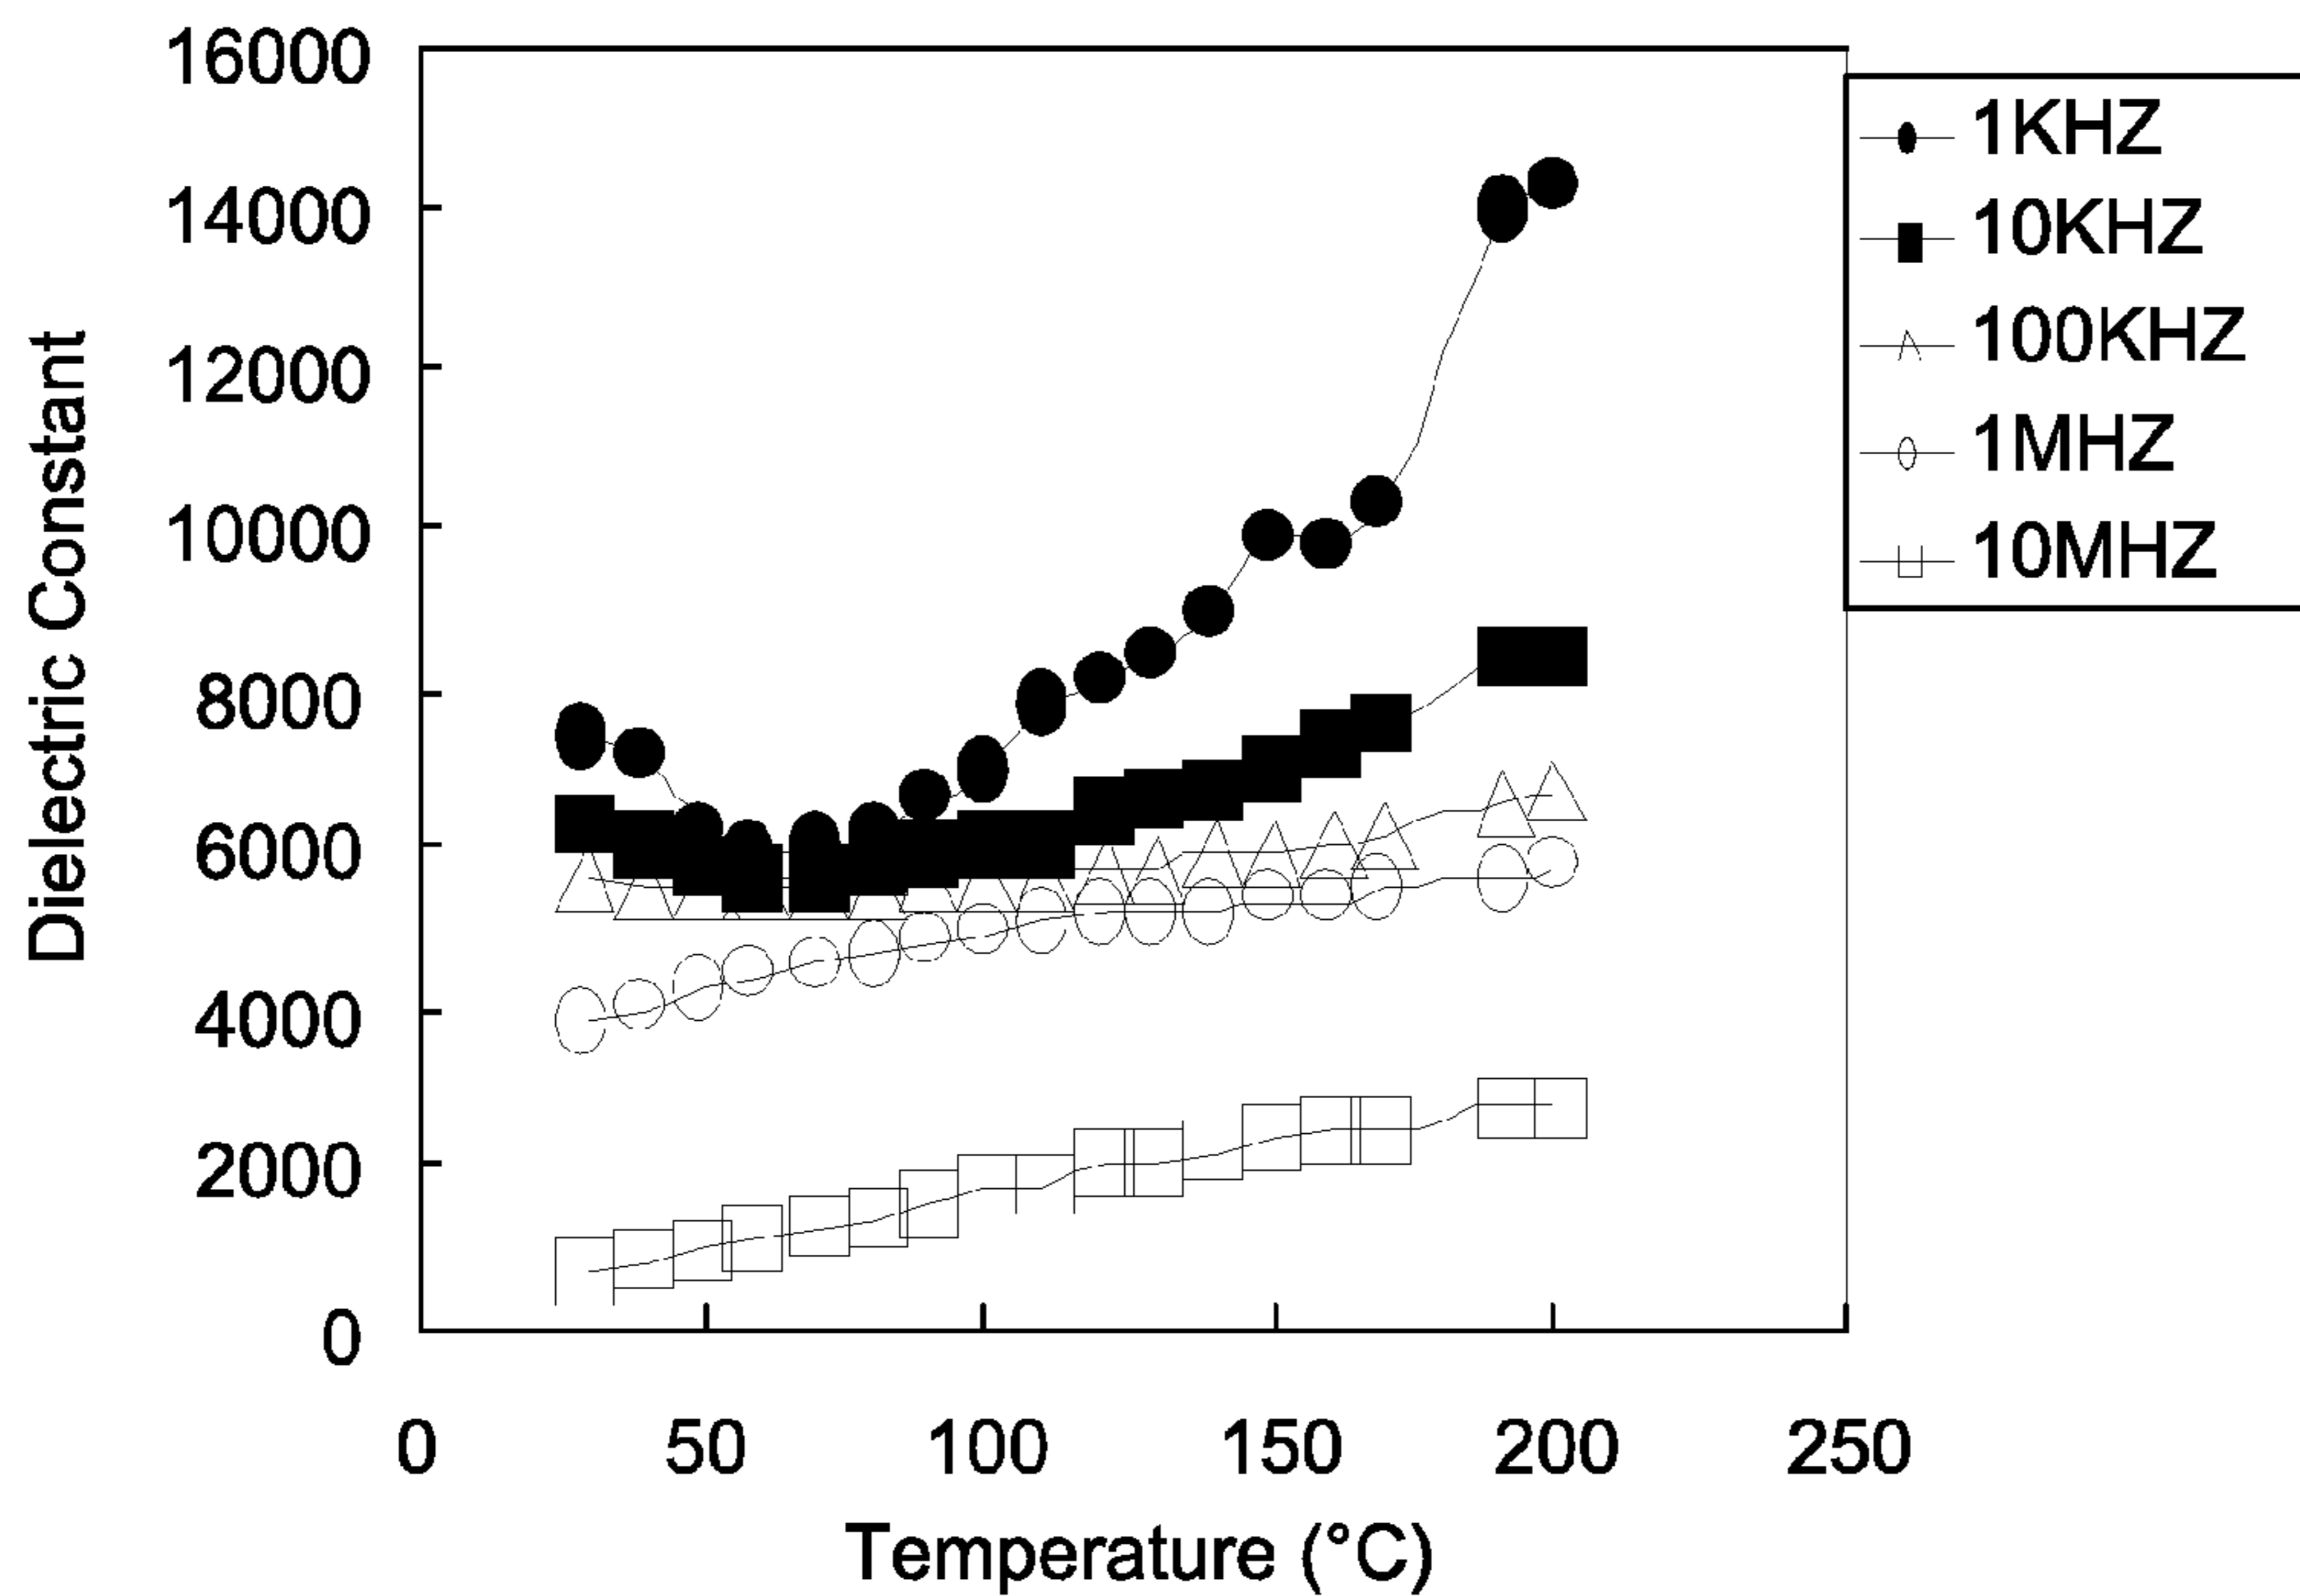 16000
14000
12000
10000
8000
6000
4000
2000
0
Dielectric Constant
0 50 100 150 200 250
Temperature (°C)
1KHZ
10KHZ
100KHZ
1MHZ
10MHZ